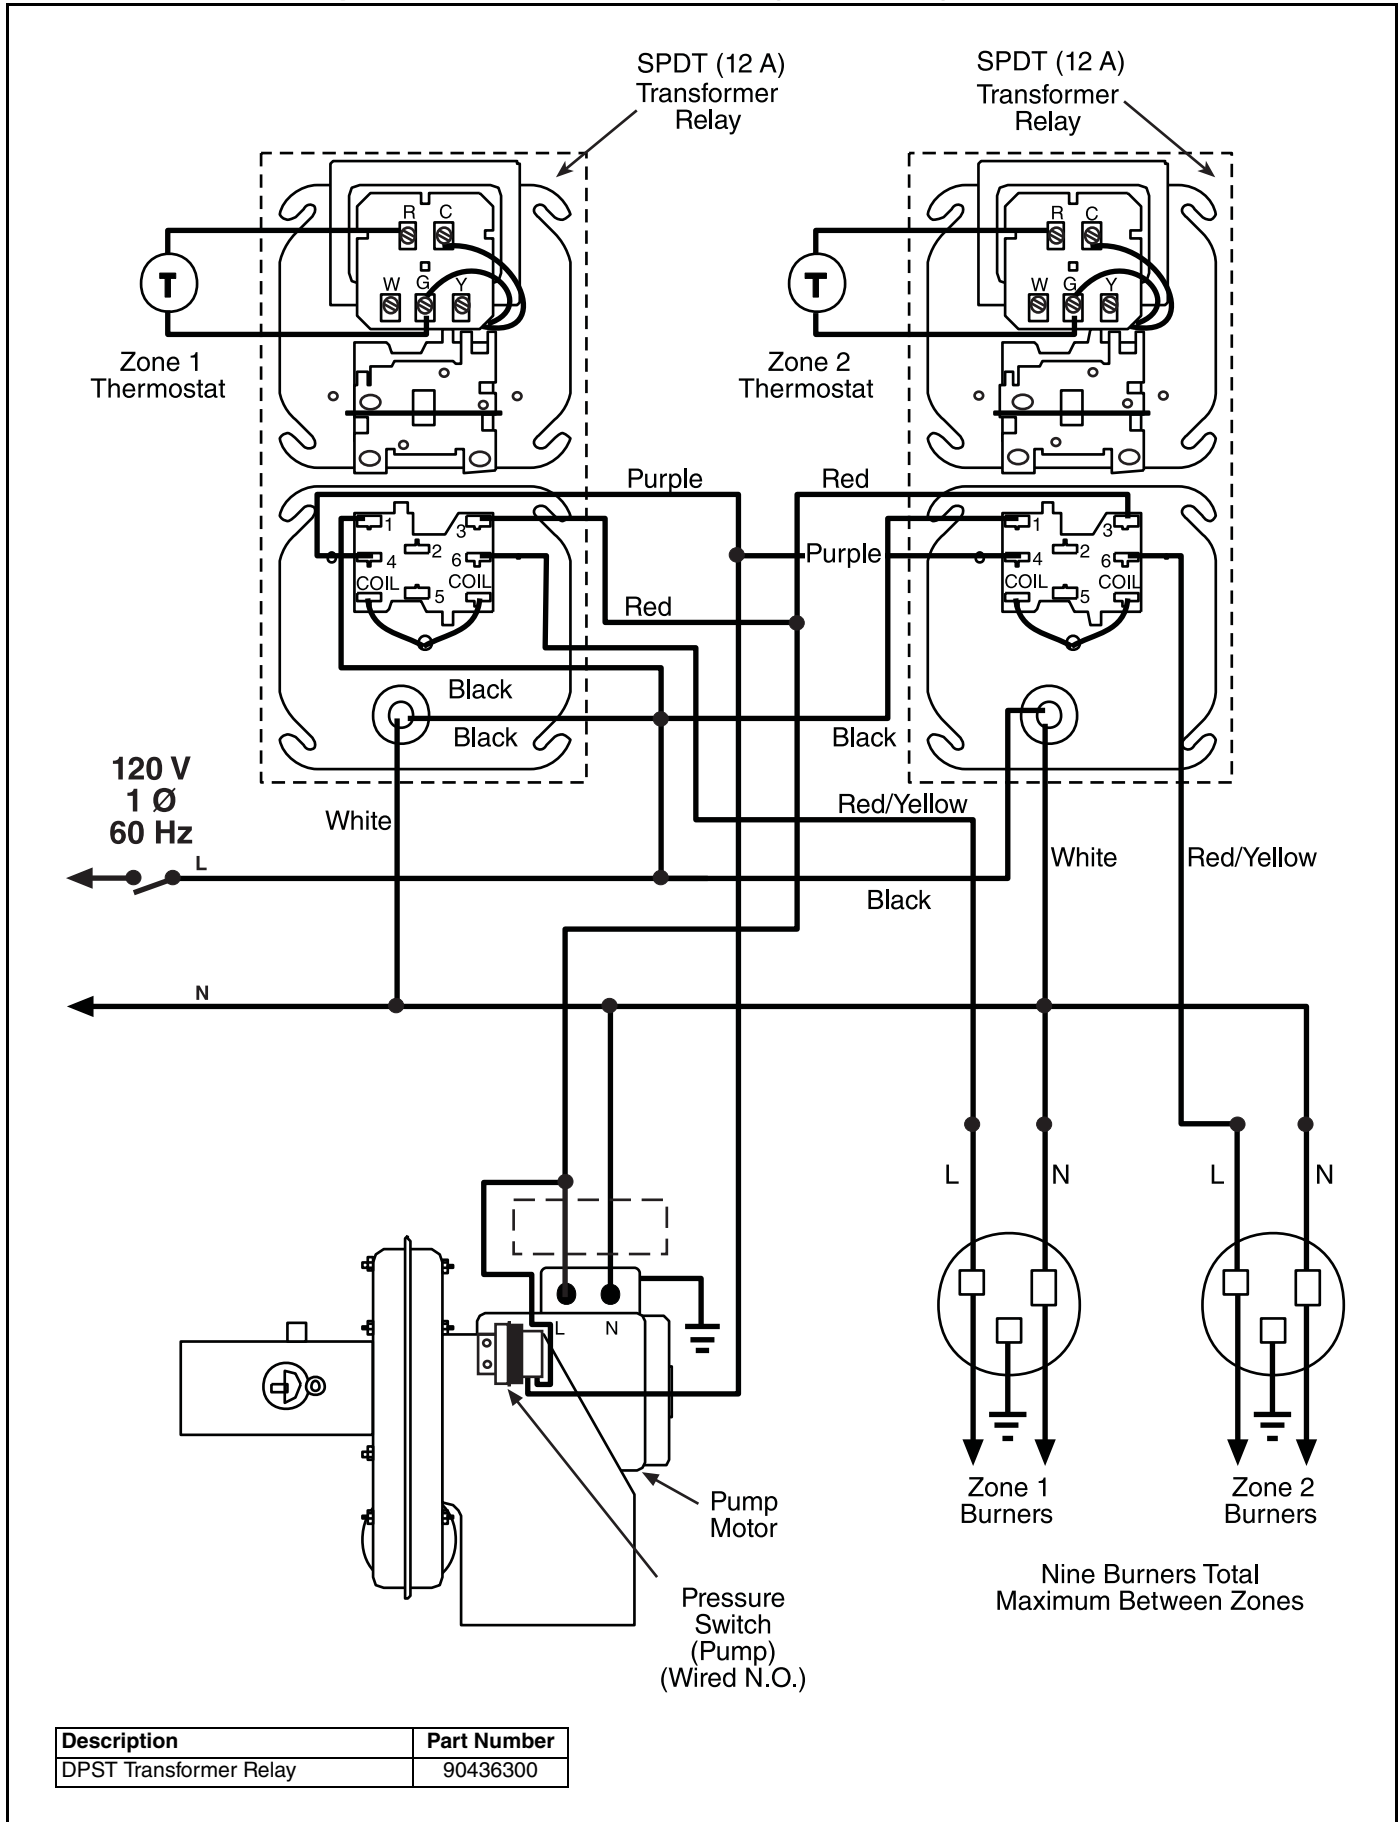 SPDT (12 A)
Transformer
Relay
SPDT (12 A)
Transformer
Relay
R C
W G Y
T
Zone 1
Thermostat
R C
W G Y
T
Zone 2
Thermostat
Purple
Red
1 3
2
4 6
COIL COIL
5
Purple
1 3
2
4 6
COIL COIL
5
Red
Black
Black
Black
120 V
1 Ø
60 Hz
White
Red/Yellow
L
White
Red/Yellow
Black
N
L N
L N
L N
Zone 1
Burners
Zone 2
Burners
Pump
Motor
Nine Burners Total
Maximum Between Zones
Pressure
Switch
(Pump)
(Wired N.O.)
Description Part Number
DPST Transformer Relay 90436300